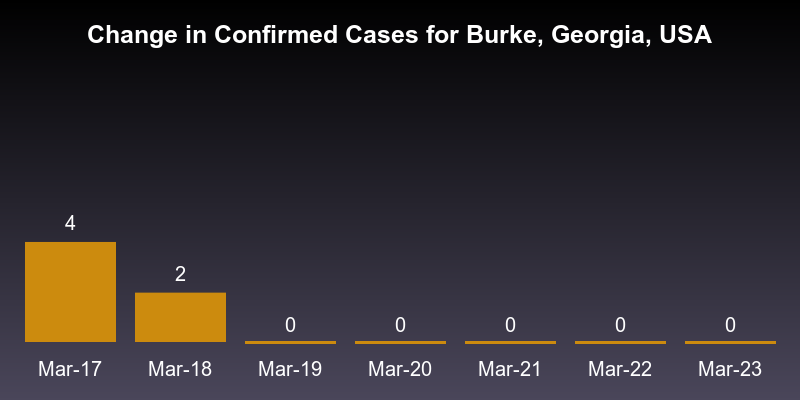 Change in Confirmed Cases for Burke, Georgia, USA
4
2
0 0 0 0 0
Mar-17 Mar-18 Mar-19 Mar-20 Mar-21 Mar-22 Mar-23